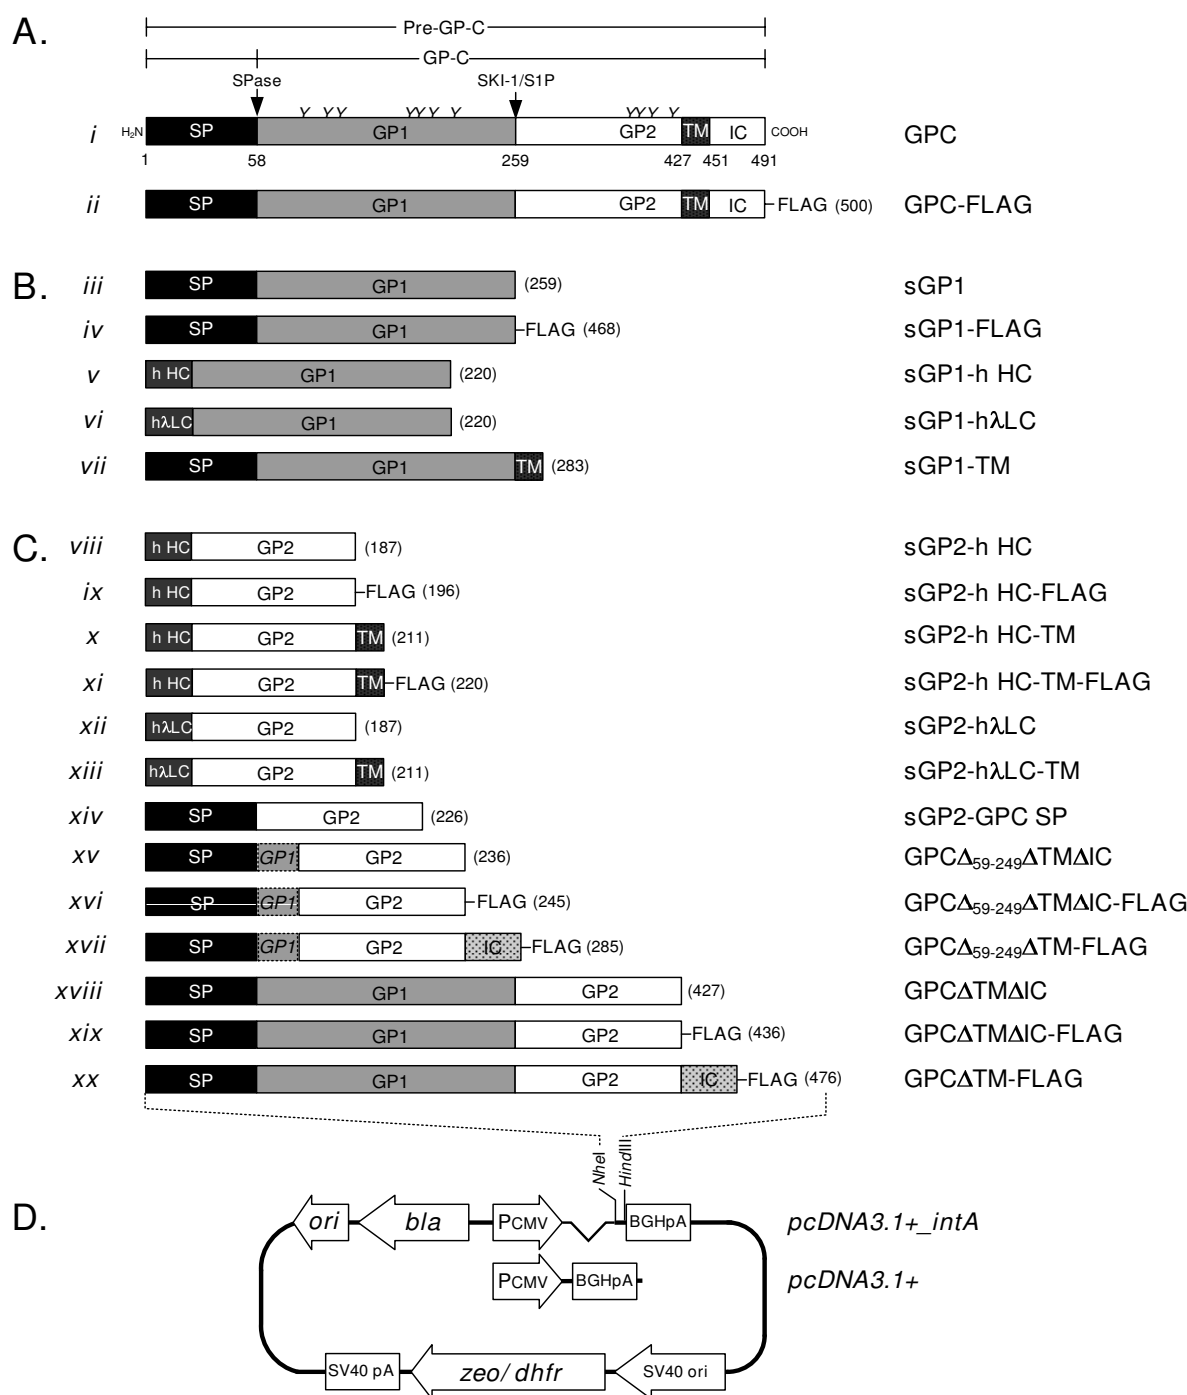 A.
Pre-GP-C
GP-C
SPase
SKI-1/S1P
Y Y Y Y Y Y Y Y Y Y Y
i H2N SP GP1 GP2 TM IC COOH GPC
1 58 259 427 451 491
ii SP GP1 GP2 TM IC FLAG (500) GPC-FLAG
B. iii SP GP1 (259) sGP1
iv SP GP1 FLAG (468) sGP1-FLAG
v h HC GP1 (220) sGP1-h HC
vi hλLC GP1 (220) sGP1-hλLC
vii SP GP1 TM (283) sGP1-TM
C. viii h HC GP2 (187) sGP2-h HC
ix h HC GP2 FLAG (196) sGP2-h HC-FLAG
x h HC GP2 TM (211) sGP2-h HC-TM
xi h HC GP2 TM FLAG (220) sGP2-h HC-TM-FLAG
xii hλLC GP2 (187) sGP2-hλLC
xiii hλLC GP2 TM (211) sGP2-hλLC-TM
xiv SP GP2 (226) sGP2-GPC SP
xv SP GP1 GP2 (236) GPCΔ59-249ΔTMΔIC
xvi SP GP1 GP2 FLAG (245) GPCΔ59-249ΔTMΔIC-FLAG
xvii SP GP1 GP2 IC FLAG (285) GPCΔ59-249ΔTM-FLAG
xviii SP GP1 GP2 (427) GPCΔTMΔIC
xix SP GP1 GP2 FLAG (436) GPCΔTMΔIC-FLAG
xx SP GP1 GP2 IC FLAG (476) GPCΔTM-FLAG
NheI HindIII
D. ori bla PCMV BGHpA pcDNA3.1+_intA
PCMV BGHpA pcDNA3.1+
SV40 pA zeo/dhfr SV40 ori